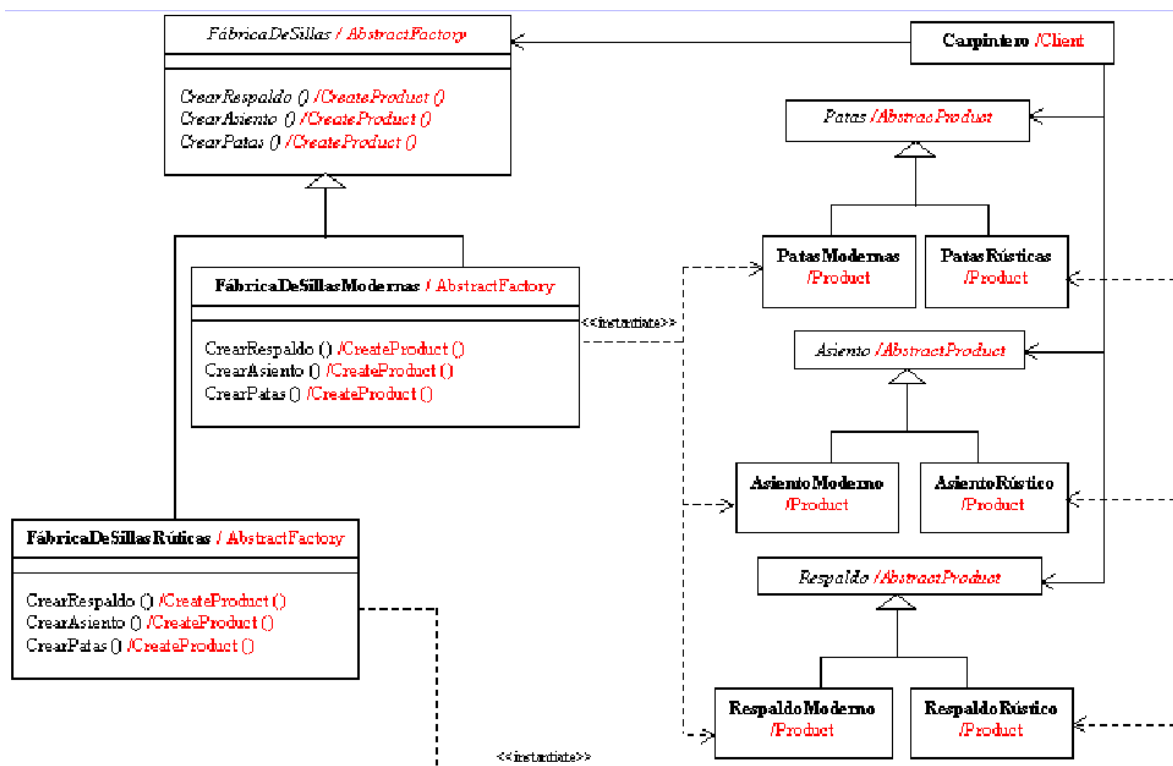 FábricaDeSillas / AbstractFactory
CrearRespaldo () /CreateProduct ()
CrearAsiento () /CreateProduct ()
CrearPatas () /CreateProduct ()
Carpintero /Client
Patas /AbstracProduct
PatasModernas
/Product
PatasRústicas
/Product
FábricaDeSillasModernas / AbstractFactory
CrearRespaldo () /CreateProduct ()
CrearAsiento () /CreateProduct ()
CrearPatas () /CreateProduct ()
<<instantiate>>
Asiento /AbstractProduct
AsientoModerno
/Product
AsientoRústico
/Product
FábricaDeSillasRúticas / AbstractFactory
CrearRespaldo () /CreateProduct ()
CrearAsiento () /CreateProduct ()
CrearPatas () /CreateProduct ()
Respaldo /AbstractProduct
RespaldoModerno
/Product
RespaldoRústico
/Product
<<instantiate>>